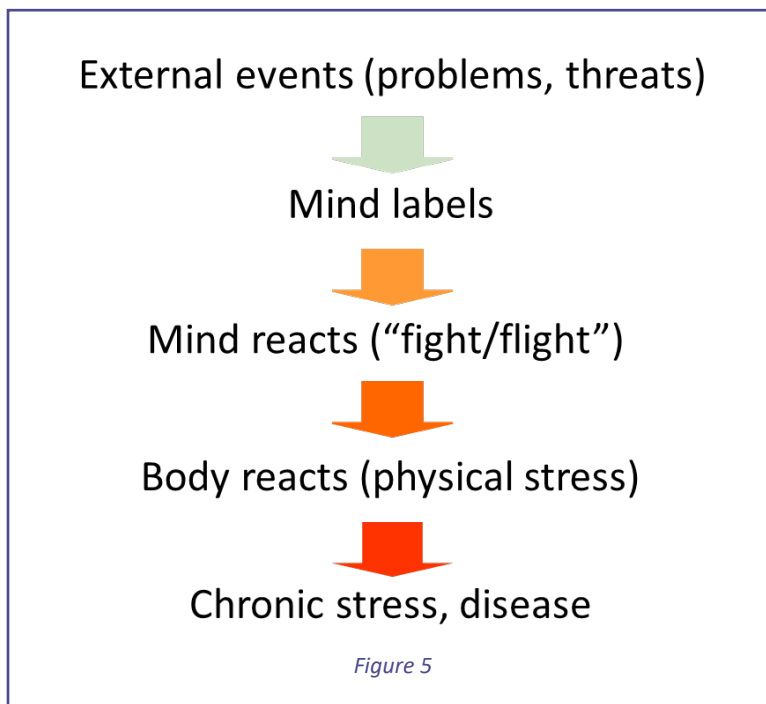 External events (problems, threats)
Mind labels
Mind reacts (“fight/flight”)
Body reacts (physical stress)
Chronic stress, disease
Figure 5